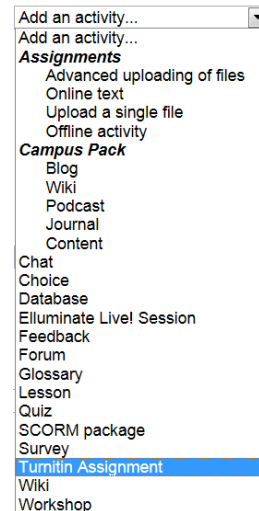 Add an activity...
Add an activity...
Assignments
Advanced uploading of files
Online text
Upload a single file
Offline activity
Campus Pack
Blog
Wiki
Podcast
Journal
Content
Chat
Choice
Database
Elluminate Live! Session
Feedback
Forum
Glossary
Lesson
Quiz
SCORM package
Survey
Turnitin Assignment
Wiki
Workshop